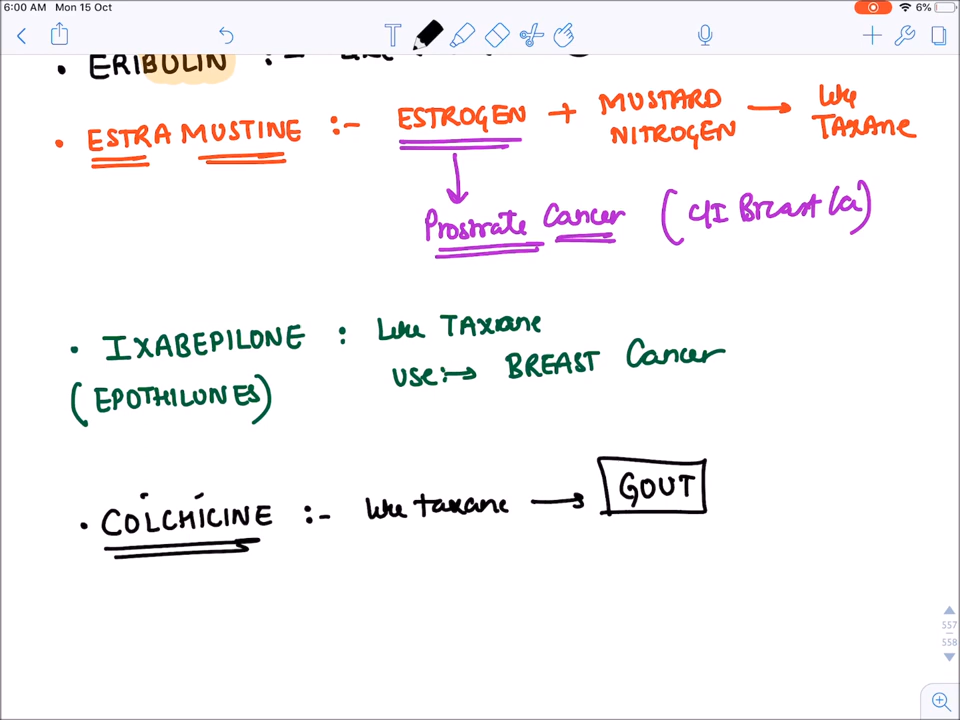 6:00 AM Mon 15 Oct 6%
T
• ERIBULIN :-
• ESTRAMUSTINE :- ESTROGEN + MUSTARD NITROGEN → like TAXAne
Prostrate Cancer (C/I Breast Ca)
• IXABEPILONE : like TAXane
(EPOTHILONES) use:→ BREAST Cancer
• COLCHICINE :- like taxane → GOUT
557
558